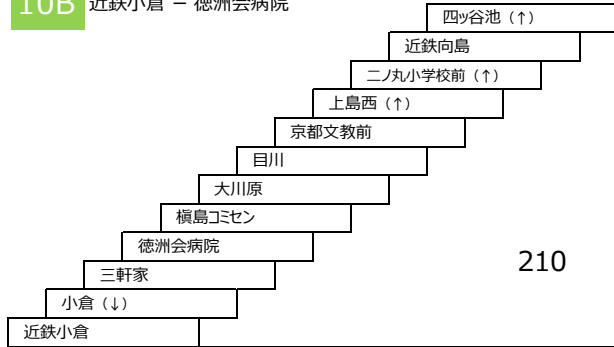 10B 近鉄小倉 － 徳洲会病院
四ッ谷池（↑）
近鉄向島
二ノ丸小学校前（↑）
上島西（↑）
京都文教前
目川
大川原
槇島コミセン
徳洲会病院
210
三軒家
小倉（↓）
近鉄小倉